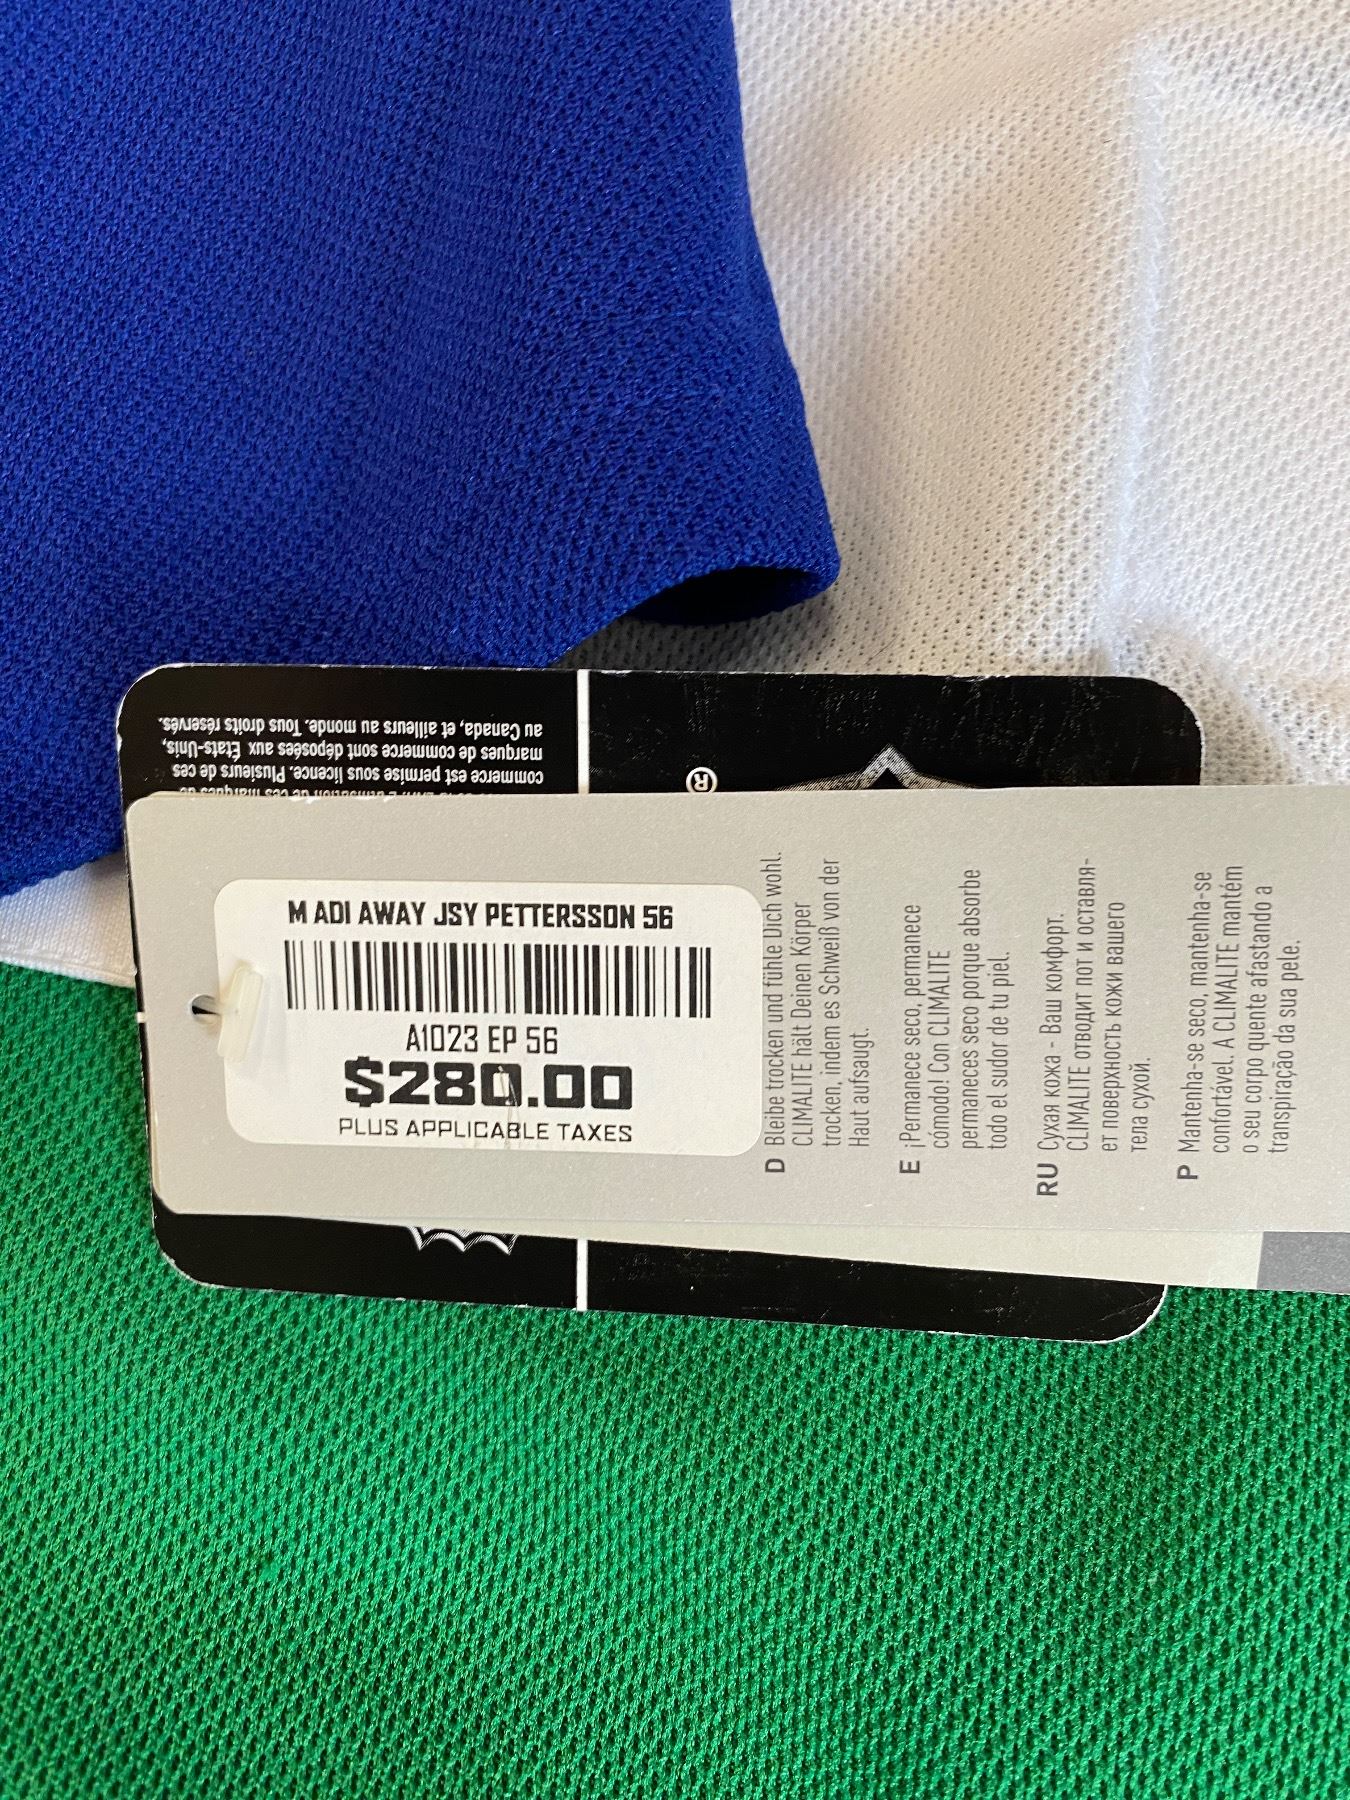 au Canada, et ailleurs au monde. Tous droits réservés.
marques de commerce sont déposées aux États-Unis,
commerce est permise sous licence. Plusieurs de ces
®
M ADI AWAY JSY PETTERSSON 56
A1023 EP 56
$280.00
PLUS APPLICABLE TAXES
D Bleibe trocken und fühle Dich wohl.
CLIMALITE hält Deinen Körper
trocken, indem es Schweiß von der
Haut aufsaugt.
E ¡Permanece seco, permanece
cómodo! Con CLIMALITE
permaneces seco porque absorbe
todo el sudor de tu piel.
RU Сухая кожа - Ваш комфорт.
CLIMALITE отводит пот и оставля-
ет поверхность кожи вашего
тела сухой.
P Mantenha-se seco, mantenha-se
confortável. A CLIMALITE mantém
o seu corpo quente afastando a
transpiração da sua pele.